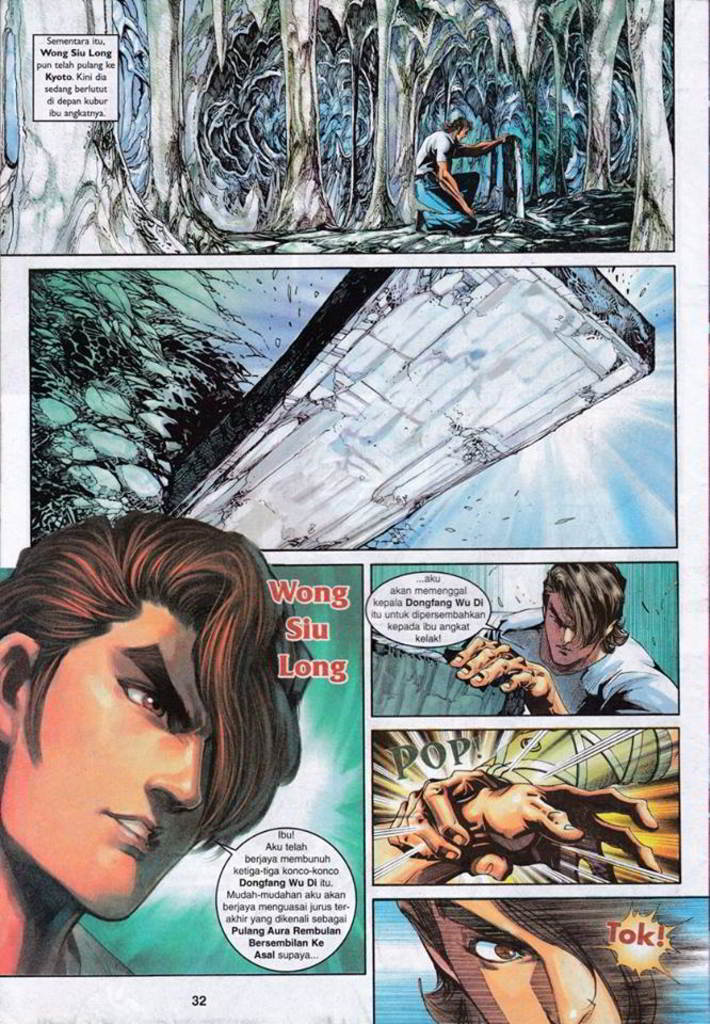 Sementara itu,
Wong Siu Long
pun telah pulang ke
Kyoto. Kini dia
sedang berlutut
di depan kubur
ibu angkatnya.
Wong
Siu
Long
Ibu!
Aku telah
berjaya membunuh
ketiga-tiga konco-konco
Dongfang Wu Di itu.
Mudah-mudahan aku akan
berjaya menguasai jurus ter-
akhir yang dikenali sebagai
Pulang Aura Rembulan
Bersembilan Ke
Asal supaya...
...aku
akan memenggal
kepala Dongfang Wu Di
itu untuk dipersembahkan
kepada ibu angkat
kelak!
POP!
Tok!
32